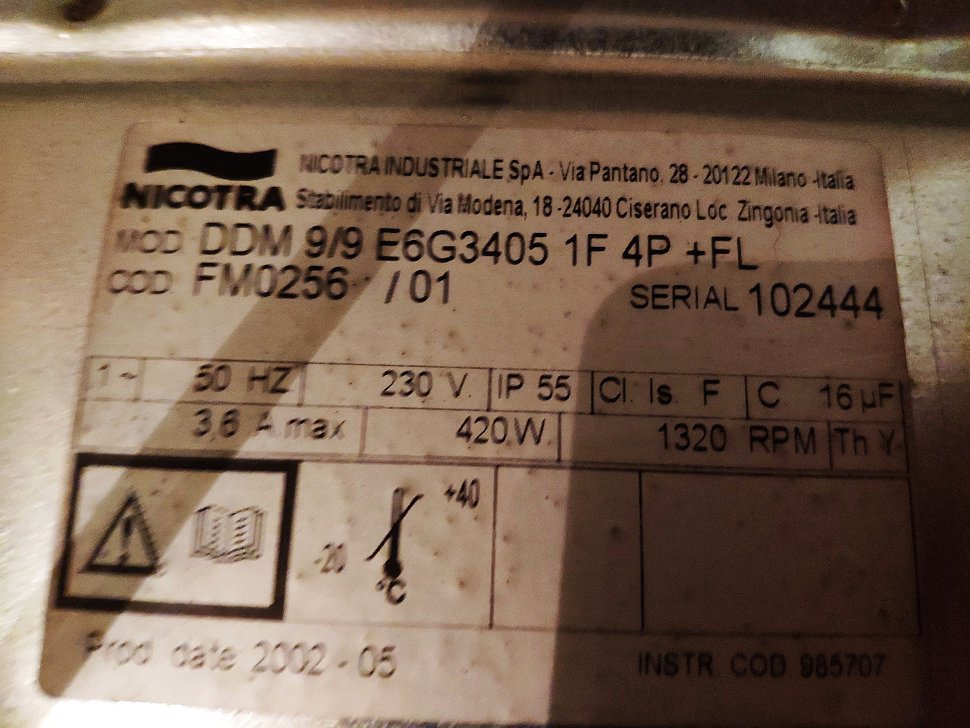 NICOTRA INDUSTRIALE SpA - Via Pantano, 28 - 20122 Milano -Italia
NICOTRA Stabilimento di Via Modena, 18 -24040 Ciserano Loc. Zingonia -Italia
MOD DDM 9/9 E6G3405 1F 4P +FL
COD FM0256 /01 SERIAL 102444
1~ 50 HZ 230 V. IP 55 Cl. Is. F C 16 µF
3,6 A max 420 W. 1320 RPM Th Y.
+40
-20
°C
Prod date 2002 - 05 INSTR. COD 985707